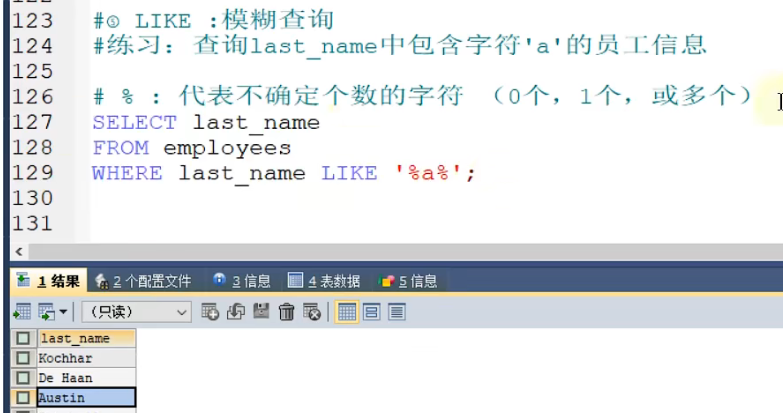 123 #⑤ LIKE :模糊查询
124 #练习: 查询last_name中包含字符'a'的员工信息
125
126 # % : 代表不确定个数的字符 （0个，1个，或多个）
127 SELECT last_name
128 FROM employees
129 WHERE last_name LIKE '%a%';
130
131
1 结果 2 个配置文件 3 信息 4 表数据 5 信息
(只读)
last_name
Kochhar
De Haan
Austin